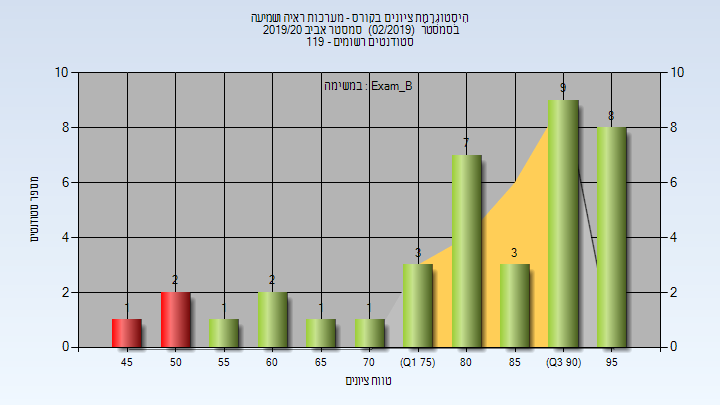 הִיסְטוֹגְרָמַת ציונים בקורס - מערכות ראיה ושמיעה
בסמסטר (02/2019) סמסטר אביב 2019/20
סטודנטים רשומים - 119
במשימה : Exam_B
10 10
8 8
6 6
4 4
2 2
0 0
1 2 1 2 1 1 3 7 3 9 8
מספר סטודנטים
45 50 55 60 65 70 (Q1 75) 80 85 (Q3 90) 95
טווח ציונים